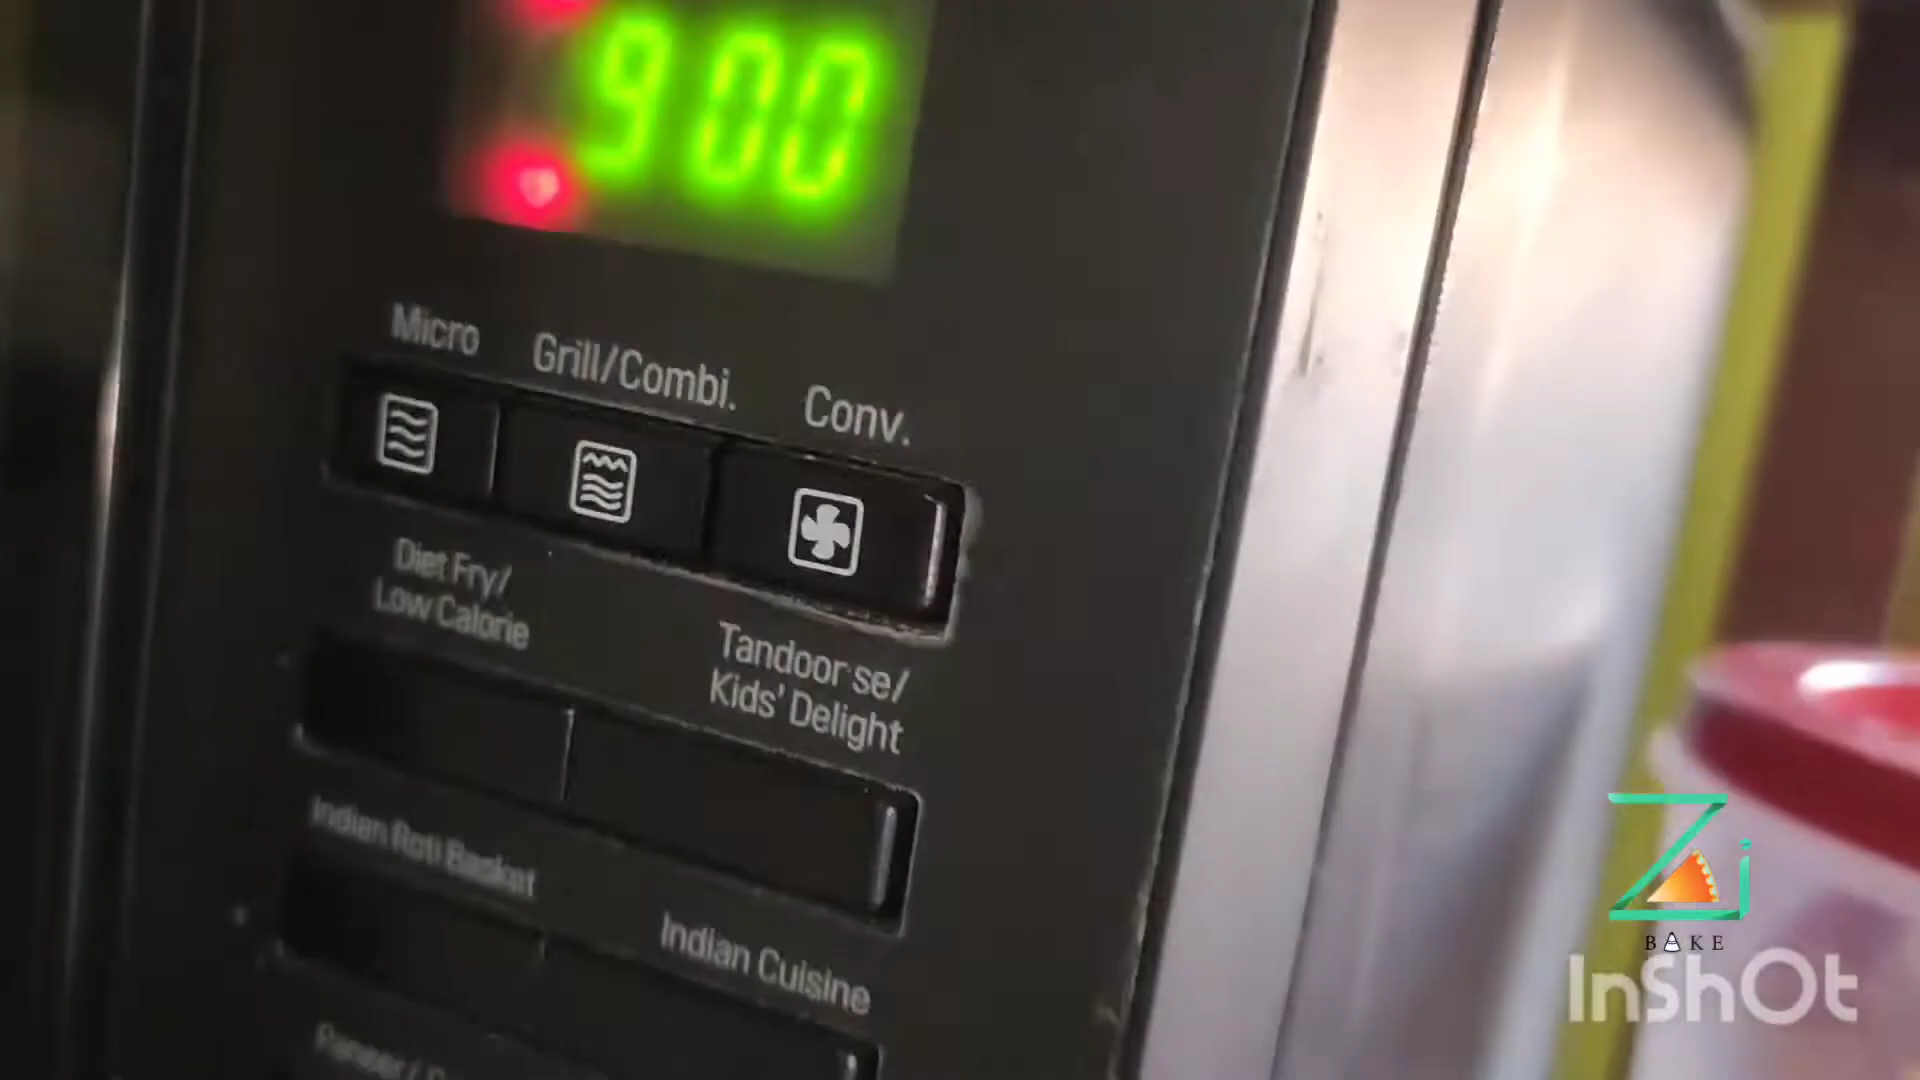 900
Micro
Grill/Combi.
Conv.
Diet Fry/
Low Calorie
Tandoor se/
Kids' Delight
Indian Roti Basket
Indian Cuisine
Zi
BAKE
InShOt